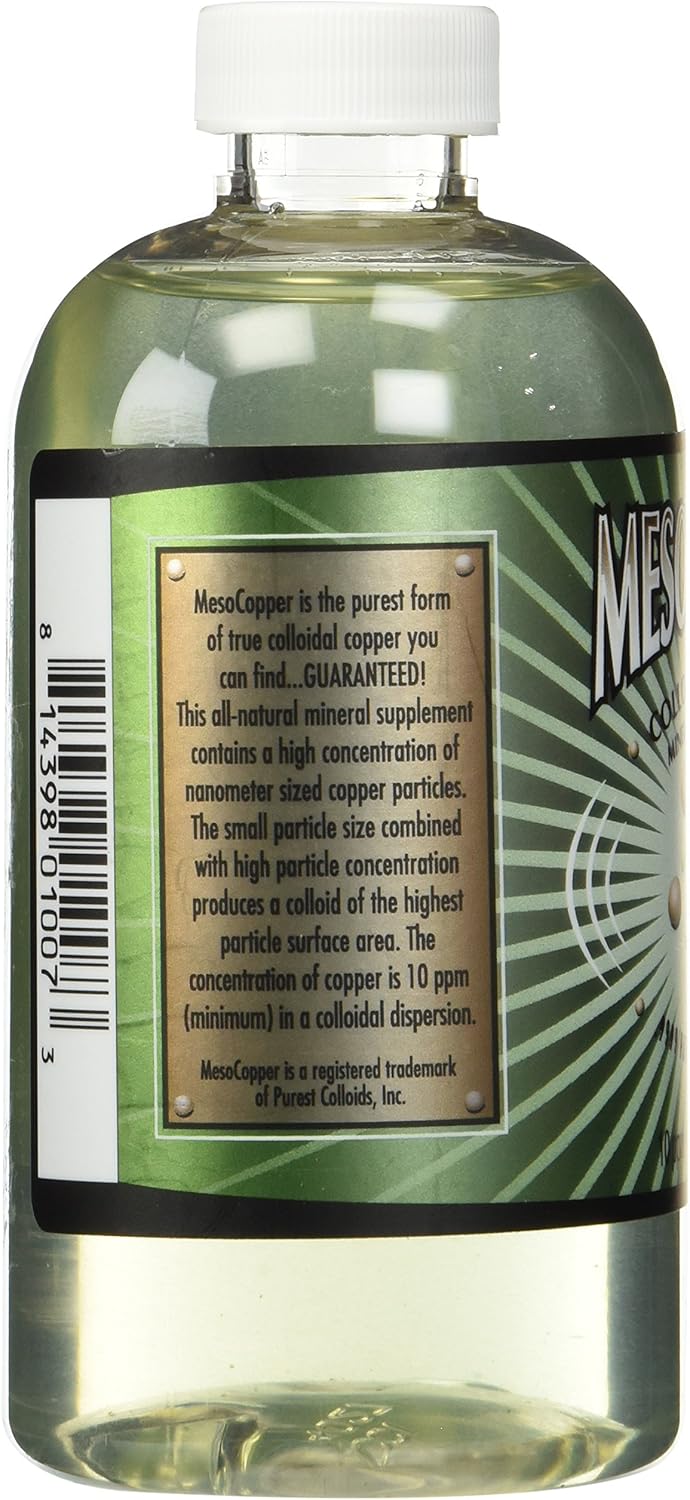 MesoCopper is the purest form
of true colloidal copper you
can find...GUARANTEED!
This all-natural mineral supplement
contains a high concentration of
nanometer sized copper particles.
The small particle size combined
with high particle concentration
produces a colloid of the highest
particle surface area. The
concentration of copper is 10 ppm
(minimum) in a colloidal dispersion.
MesoCopper is a registered trademark
of Purest Colloids, Inc.
8 14398 01007 3